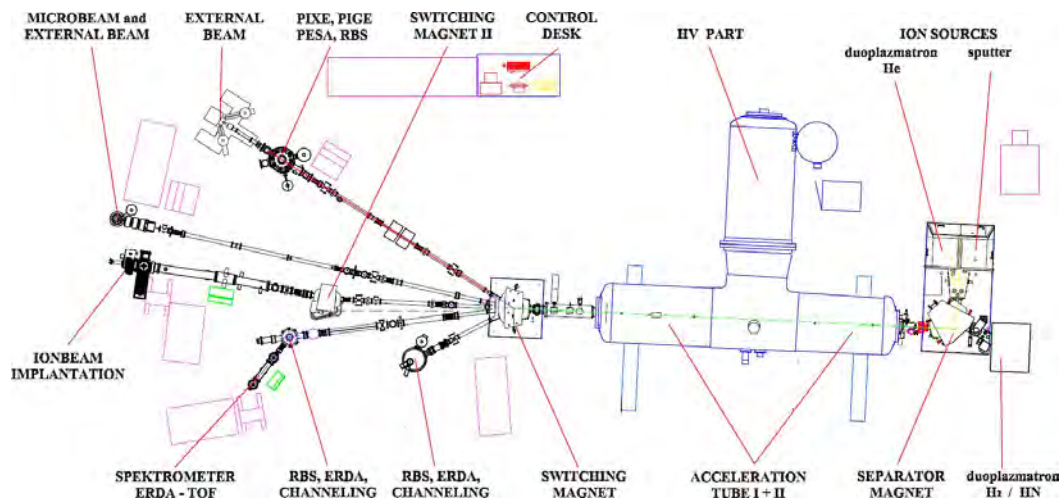 MICROBEAM and
EXTERNAL BEAM
EXTERNAL
BEAM
PIXE, PIGE
PESA, RBS
SWITCHING
MAGNET II
CONTROL
DESK
HV PART
ION SOURCES
duoplazmatron
He
sputter
IONBEAM
IMPLANTATION
SPEKTROMETER
ERDA - TOF
RBS, ERDA,
CHANNELING
RBS, ERDA,
CHANNELING
SWITCHING
MAGNET
ACCELERATION
TUBE I + II
SEPARATOR
MAGNET
duoplazmatron
H2 / HN